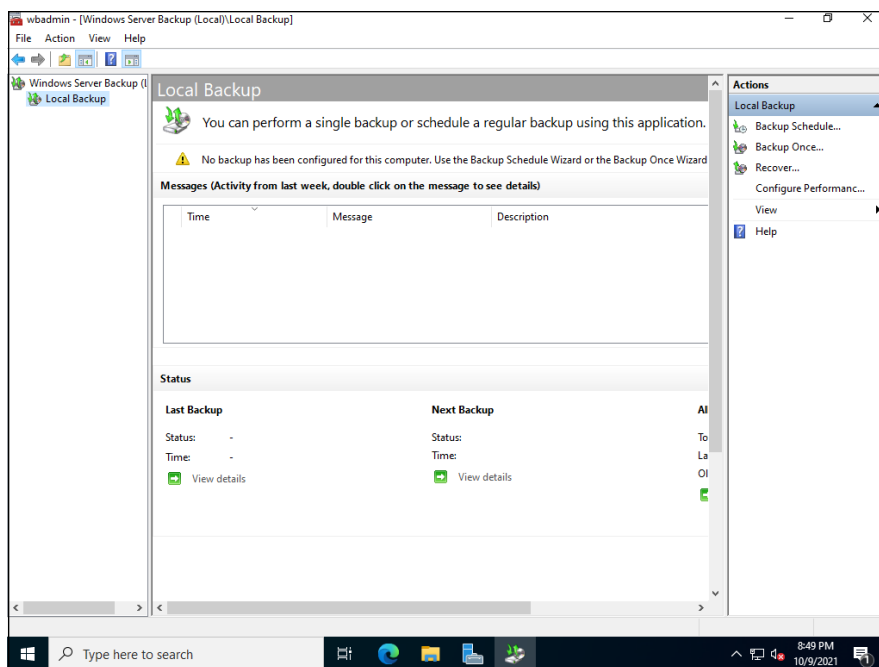 wbadmin - [Windows Server Backup (Local)\Local Backup]
File Action View Help
Windows Server Backup (L
Local Backup
Local Backup
You can perform a single backup or schedule a regular backup using this application.
No backup has been configured for this computer. Use the Backup Schedule Wizard or the Backup Once Wizard
Messages (Activity from last week, double click on the message to see details)
Time Message Description
Status
Last Backup Next Backup Al
Status: - Status: To
Time: - Time: La
View details View details Ol
Actions
Local Backup
Backup Schedule...
Backup Once...
Recover...
Configure Performanc...
View
Help
Type here to search
8:49 PM
10/9/2021